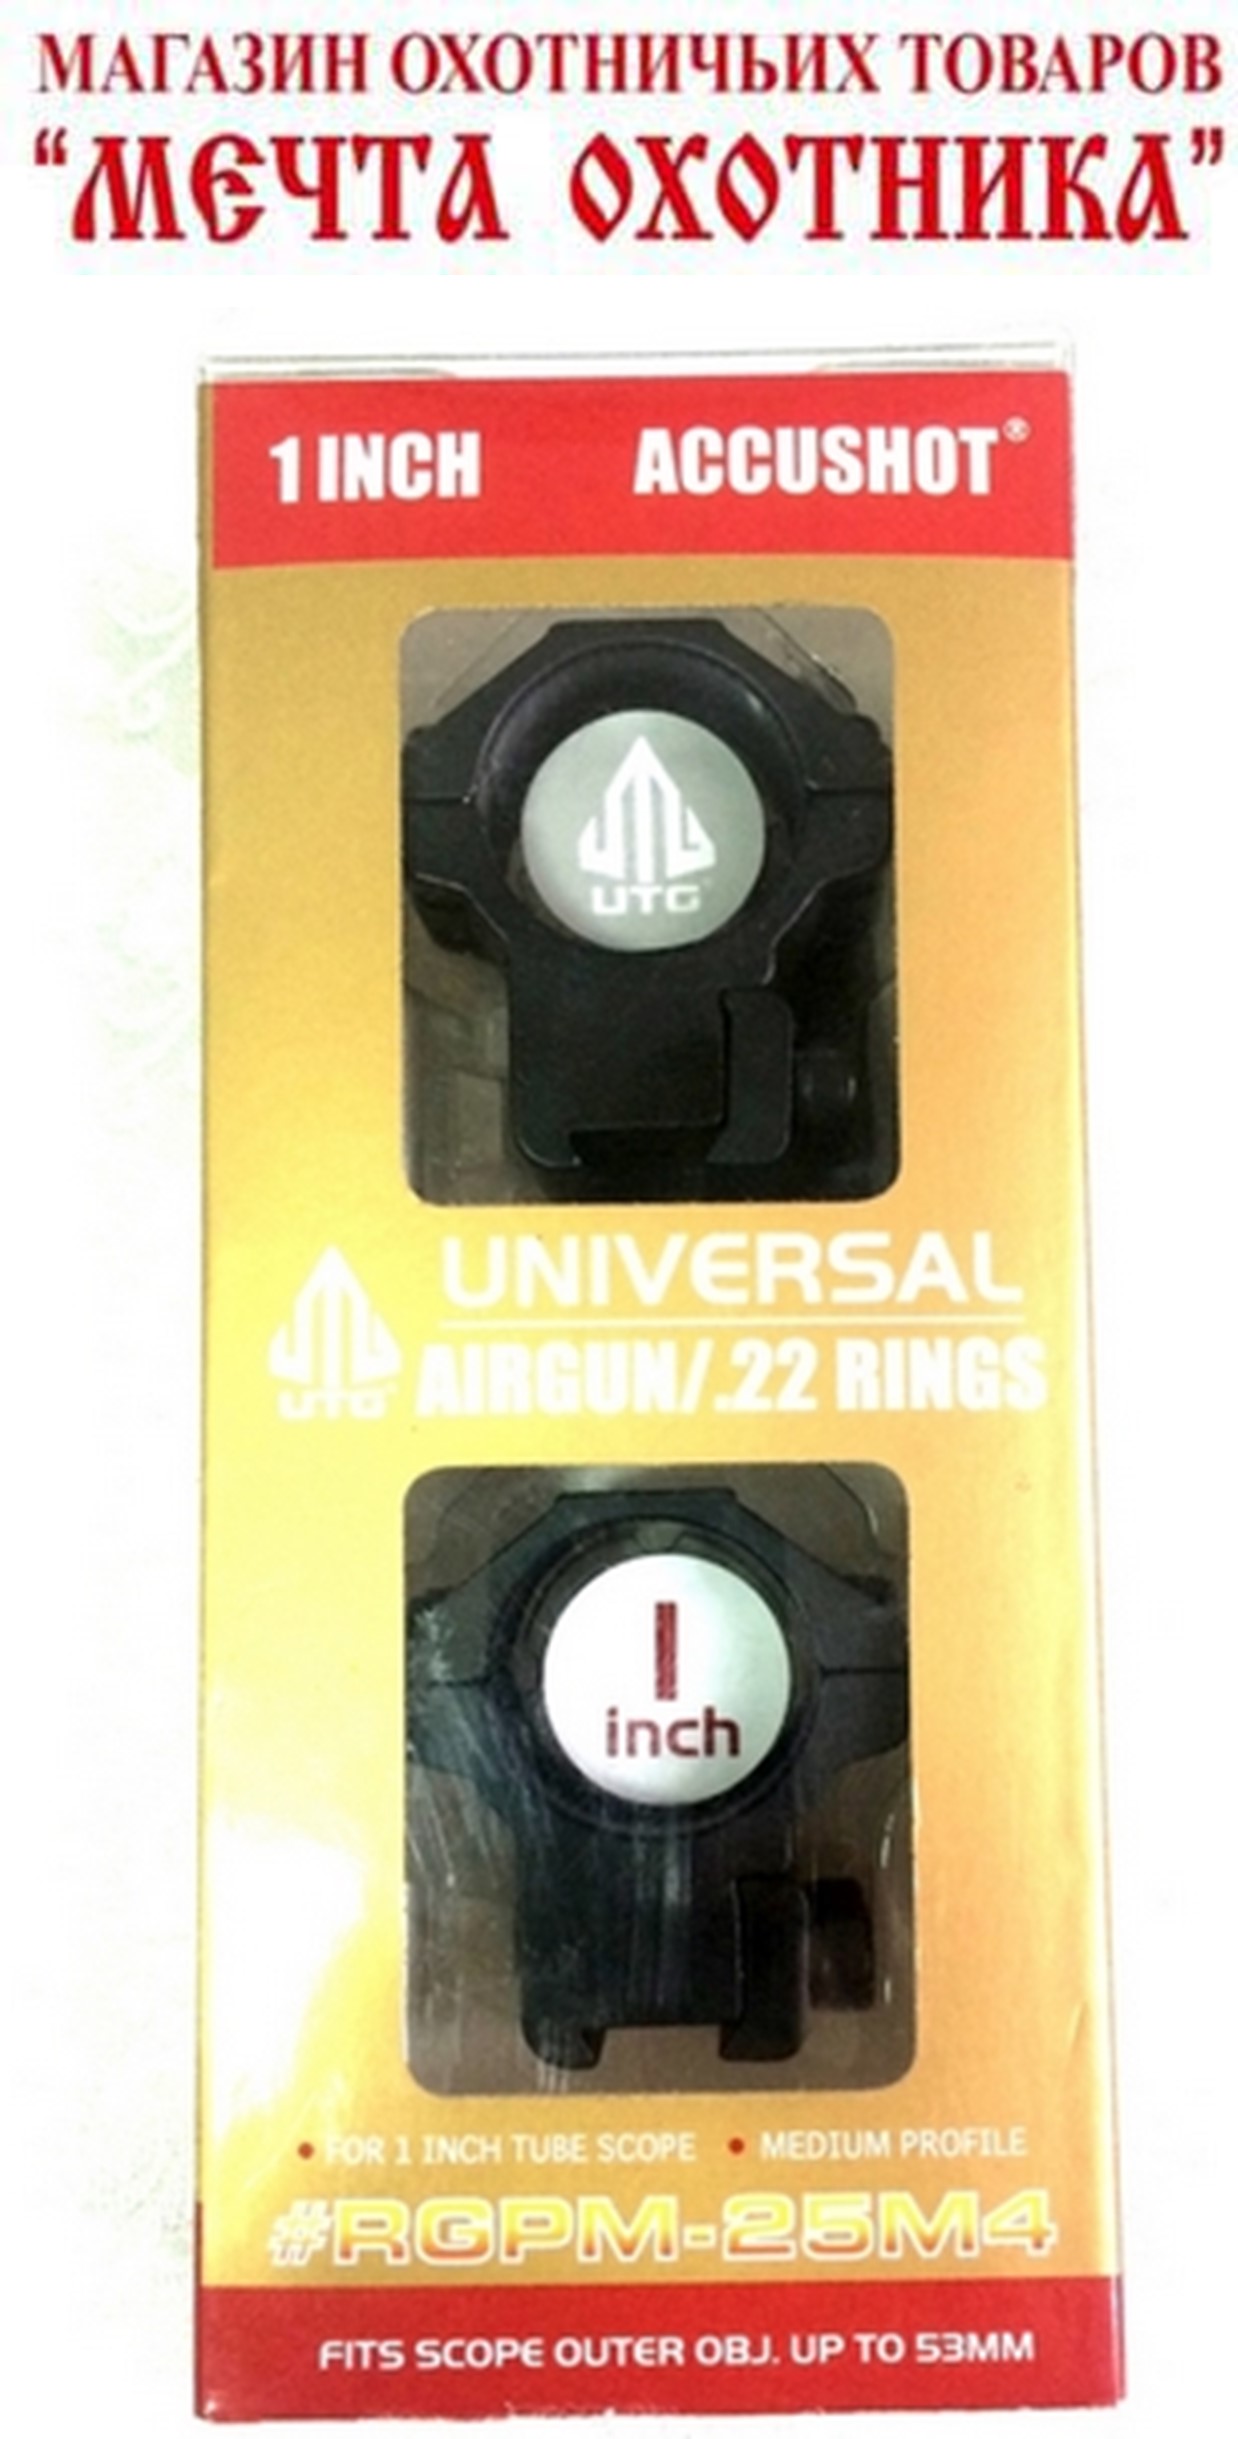 МАГАЗИН ОХОТНИЧЬИХ ТОВАРОВ
“МЕЧТА ОХОТНИКА”
1 INCH ACCUSHOT®
UTG
UNIVERSAL
UTG® AIRGUN/.22 RINGS
1
inch
• FOR 1 INCH TUBE SCOPE • MEDIUM PROFILE
#RGPM-25M4
FITS SCOPE OUTER OBJ. UP TO 53MM